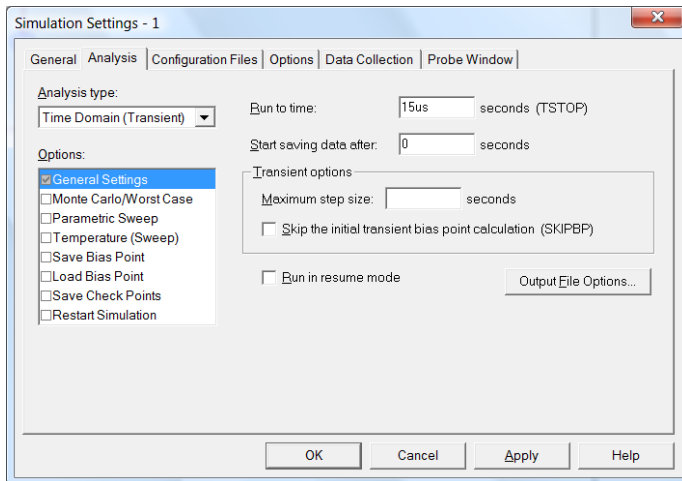 Simulation Settings - 1
General Analysis Configuration Files Options Data Collection Probe Window
Analysis type:
Time Domain (Transient)
Options:
General Settings
Monte Carlo/Worst Case
Parametric Sweep
Temperature (Sweep)
Save Bias Point
Load Bias Point
Save Check Points
Restart Simulation
Run to time: 15us seconds (TSTOP)
Start saving data after: 0 seconds
Transient options
Maximum step size: seconds
Skip the initial transient bias point calculation (SKIPBP)
Run in resume mode
Output File Options...
OK Cancel Apply Help